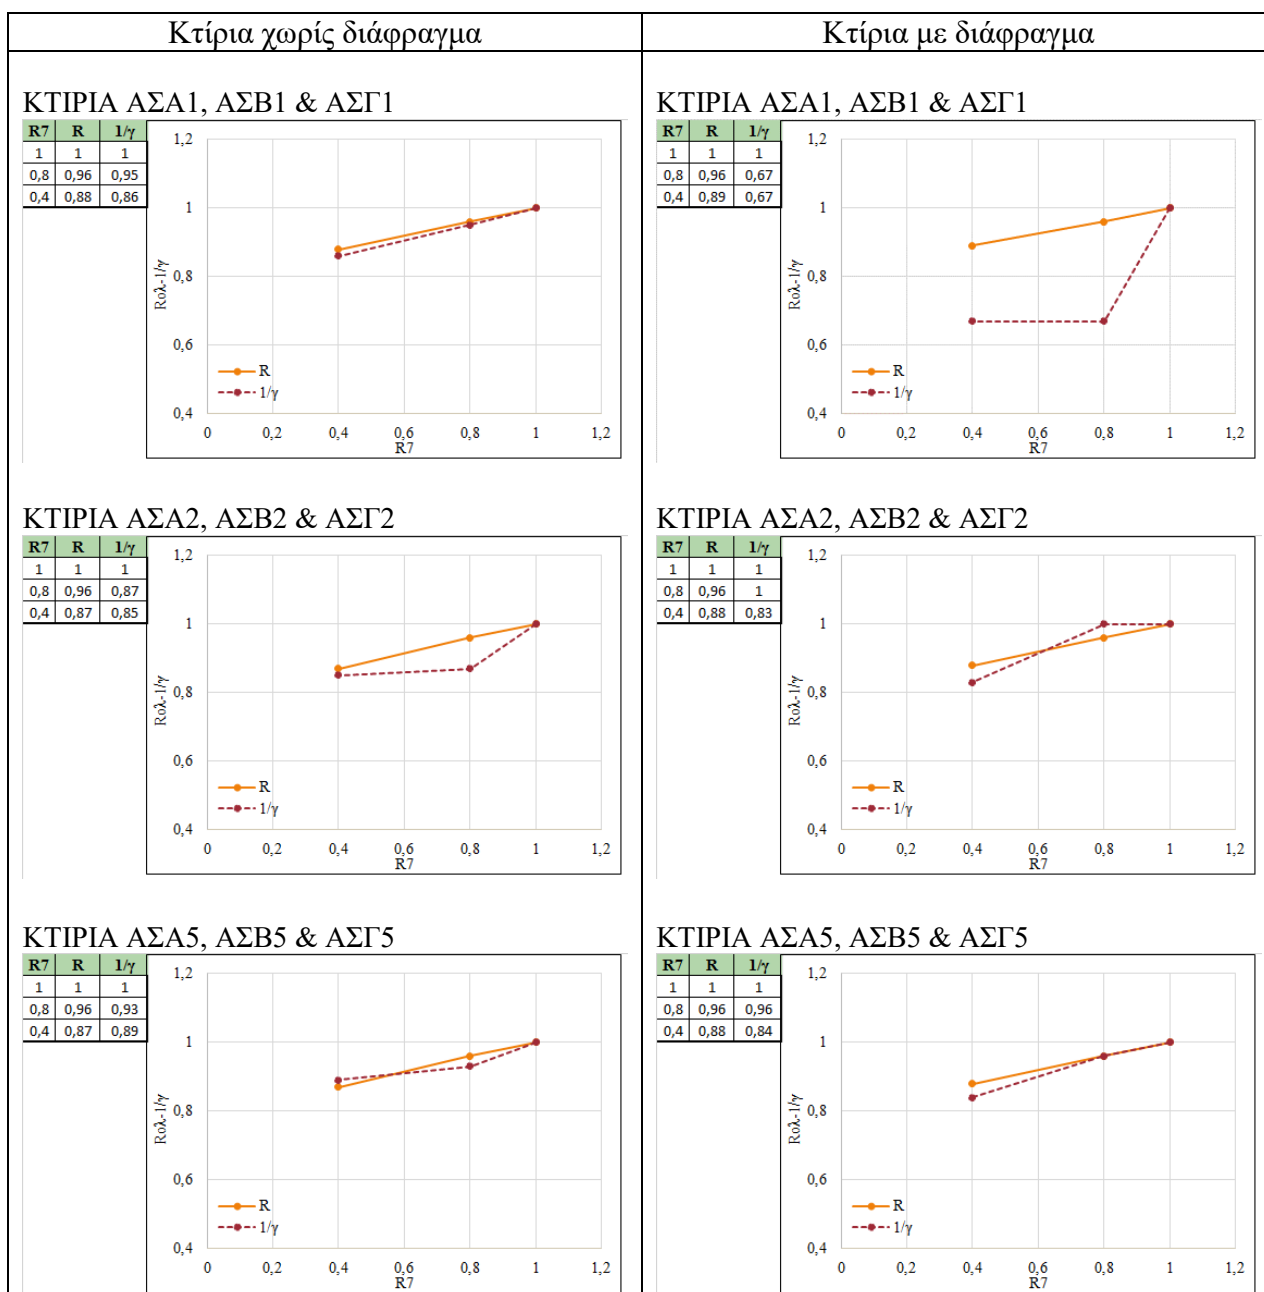 Κτίρια χωρίς διάφραγμα
Κτίρια με διάφραγμα
ΚΤΙΡΙΑ ΑΣΑ1, ΑΣΒ1 & ΑΣΓ1
R7 R 1/γ
1 1 1
0,8 0,96 0,95
0,4 0,88 0,86
1,2
1
0,8
0,6
0,4
Rολ-1/γ
R
1/γ
0 0,2 0,4 0,6 0,8 1 1,2
R7
ΚΤΙΡΙΑ ΑΣΑ1, ΑΣΒ1 & ΑΣΓ1
R7 R 1/γ
1 1 1
0,8 0,96 0,67
0,4 0,89 0,67
1,2
1
0,8
0,6
0,4
Rολ-1/γ
R
1/γ
0 0,2 0,4 0,6 0,8 1 1,2
R7
ΚΤΙΡΙΑ ΑΣΑ2, ΑΣΒ2 & ΑΣΓ2
R7 R 1/γ
1 1 1
0,8 0,96 0,87
0,4 0,87 0,85
1,2
1
0,8
0,6
0,4
Rολ-1/γ
R
1/γ
0 0,2 0,4 0,6 0,8 1 1,2
R7
ΚΤΙΡΙΑ ΑΣΑ2, ΑΣΒ2 & ΑΣΓ2
R7 R 1/γ
1 1 1
0,8 0,96 1
0,4 0,88 0,83
1,2
1
0,8
0,6
0,4
Rολ-1/γ
R
1/γ
0 0,2 0,4 0,6 0,8 1 1,2
R7
ΚΤΙΡΙΑ ΑΣΑ5, ΑΣΒ5 & ΑΣΓ5
R7 R 1/γ
1 1 1
0,8 0,96 0,93
0,4 0,87 0,89
1,2
1
0,8
0,6
0,4
Rολ-1/γ
R
1/γ
0 0,2 0,4 0,6 0,8 1 1,2
R7
ΚΤΙΡΙΑ ΑΣΑ5, ΑΣΒ5 & ΑΣΓ5
R7 R 1/γ
1 1 1
0,8 0,96 0,96
0,4 0,88 0,84
1,2
1
0,8
0,6
0,4
Rολ-1/γ
R
1/γ
0 0,2 0,4 0,6 0,8 1 1,2
R7